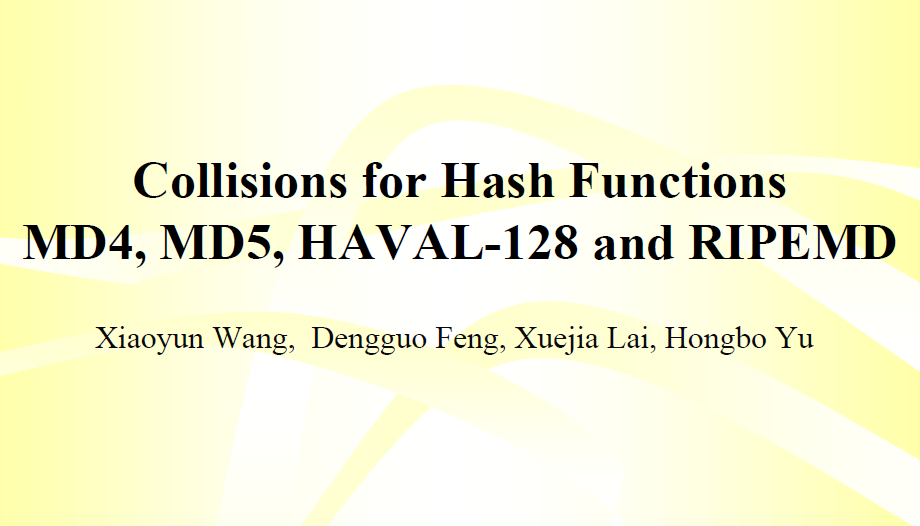 Collisions for Hash Functions
MD4, MD5, HAVAL-128 and RIPEMD
Xiaoyun Wang, Dengguo Feng, Xuejia Lai, Hongbo Yu